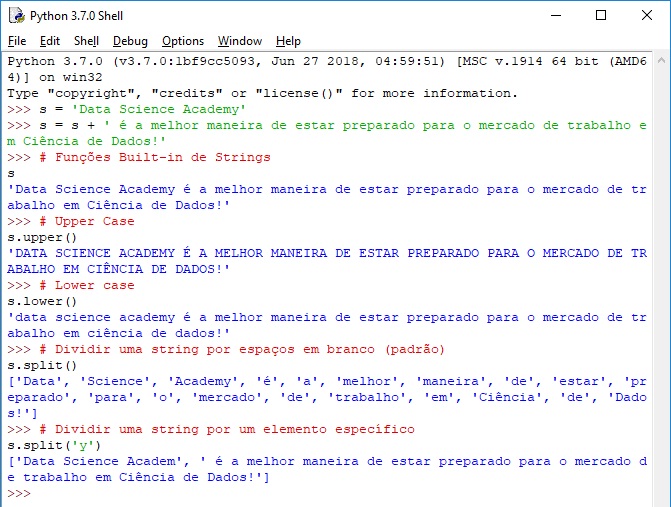 Python 3.7.0 Shell
File Edit Shell Debug Options Window Help
Python 3.7.0 (v3.7.0:1bf9cc5093, Jun 27 2018, 04:59:51) [MSC v.1914 64 bit (AMD6
4)] on win32
Type "copyright", "credits" or "license()" for more information.
>>> s = 'Data Science Academy'
>>> s = s + ' é a melhor maneira de estar preparado para o mercado de trabalho e
m Ciência de Dados!'
>>> # Funções Built-in de Strings
s
'Data Science Academy é a melhor maneira de estar preparado para o mercado de tr
abalho em Ciência de Dados!'
>>> # Upper Case
s.upper()
'DATA SCIENCE ACADEMY É A MELHOR MANEIRA DE ESTAR PREPARADO PARA O MERCADO DE TR
ABALHO EM CIÊNCIA DE DADOS!'
>>> # Lower case
s.lower()
'data science academy é a melhor maneira de estar preparado para o mercado de tr
abalho em ciência de dados!'
>>> # Dividir uma string por espaços em branco (padrão)
s.split()
['Data', 'Science', 'Academy', 'é', 'a', 'melhor', 'maneira', 'de', 'estar', 'pr
eparado', 'para', 'o', 'mercado', 'de', 'trabalho', 'em', 'Ciência', 'de', 'Dado
s!']
>>> # Dividir uma string por um elemento específico
s.split('y')
['Data Science Academ', ' é a melhor maneira de estar preparado para o mercado d
e trabalho em Ciência de Dados!']
>>>